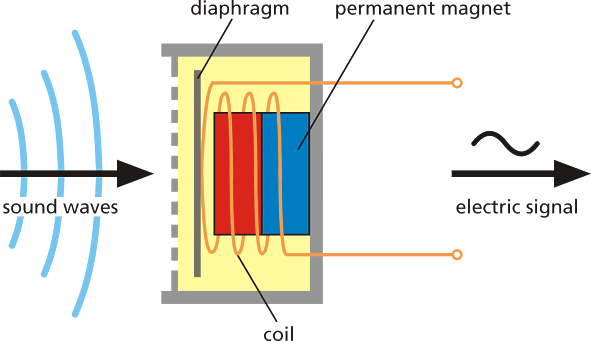 diaphragm
permanent magnet
sound waves
electric signal
coil